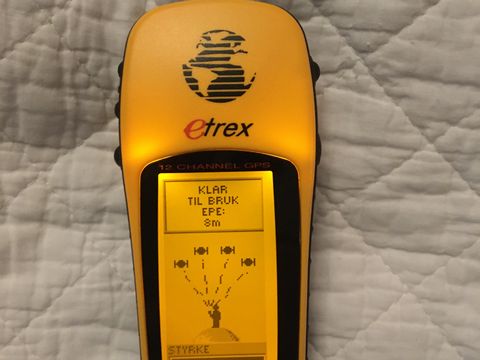 etrex
12 CHANNEL GPS
KLAR
TIL BRUK
EPE:
8m
STYRKE